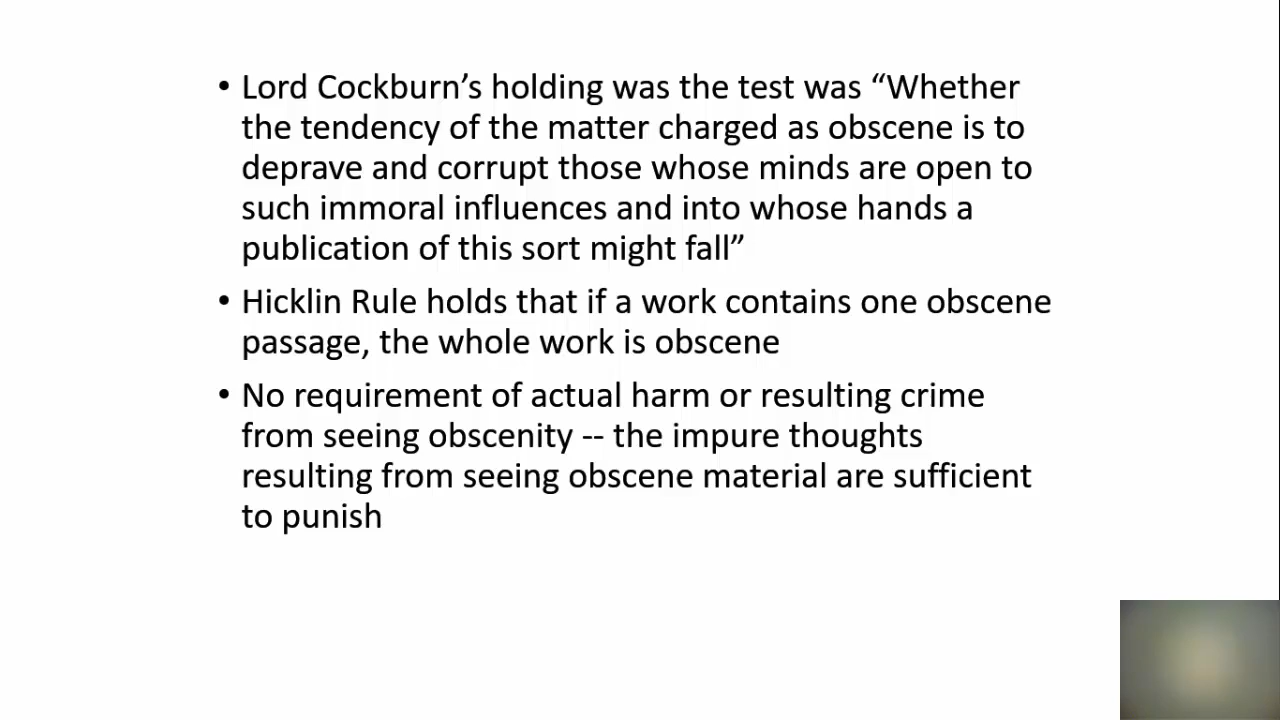 • Lord Cockburn’s holding was the test was “Whether
the tendency of the matter charged as obscene is to
deprave and corrupt those whose minds are open to
such immoral influences and into whose hands a
publication of this sort might fall”
• Hicklin Rule holds that if a work contains one obscene
passage, the whole work is obscene
• No requirement of actual harm or resulting crime
from seeing obscenity -- the impure thoughts
resulting from seeing obscene material are sufficient
to punish